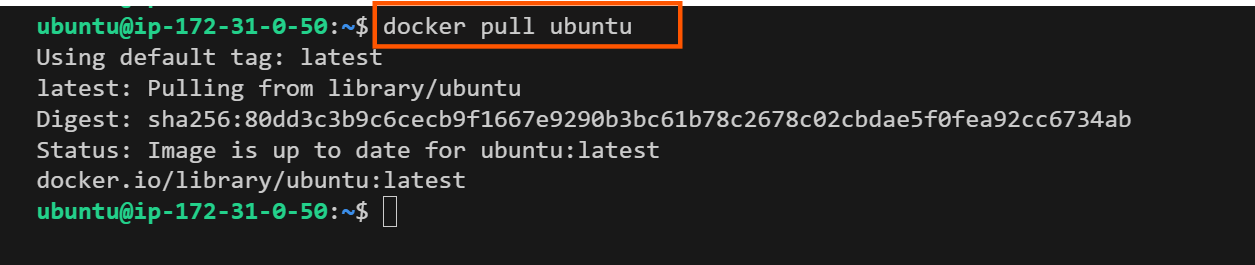 ubuntu@ip-172-31-0-50:~$ docker pull ubuntu
Using default tag: latest
latest: Pulling from library/ubuntu
Digest: sha256:80dd3c3b9c6cecb9f1667e9290b3bc61b78c2678c02cbdae5f0fea92cc6734ab
Status: Image is up to date for ubuntu:latest
docker.io/library/ubuntu:latest
ubuntu@ip-172-31-0-50:~$